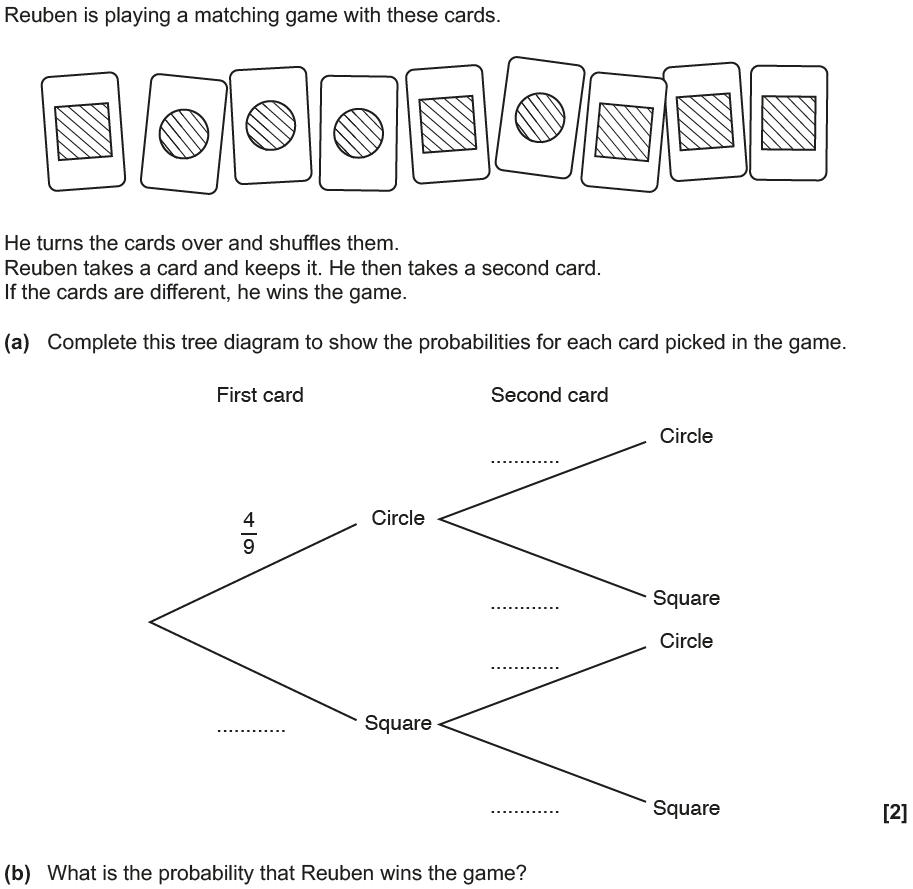 Reuben is playing a matching game with these cards.
He turns the cards over and shuffles them.
Reuben takes a card and keeps it. He then takes a second card.
If the cards are different, he wins the game.
(a) Complete this tree diagram to show the probabilities for each card picked in the game.
First card Second card
Circle
............
4
9
Circle
............
Square
Circle
............
Square
............
............
Square
[2]
(b) What is the probability that Reuben wins the game?